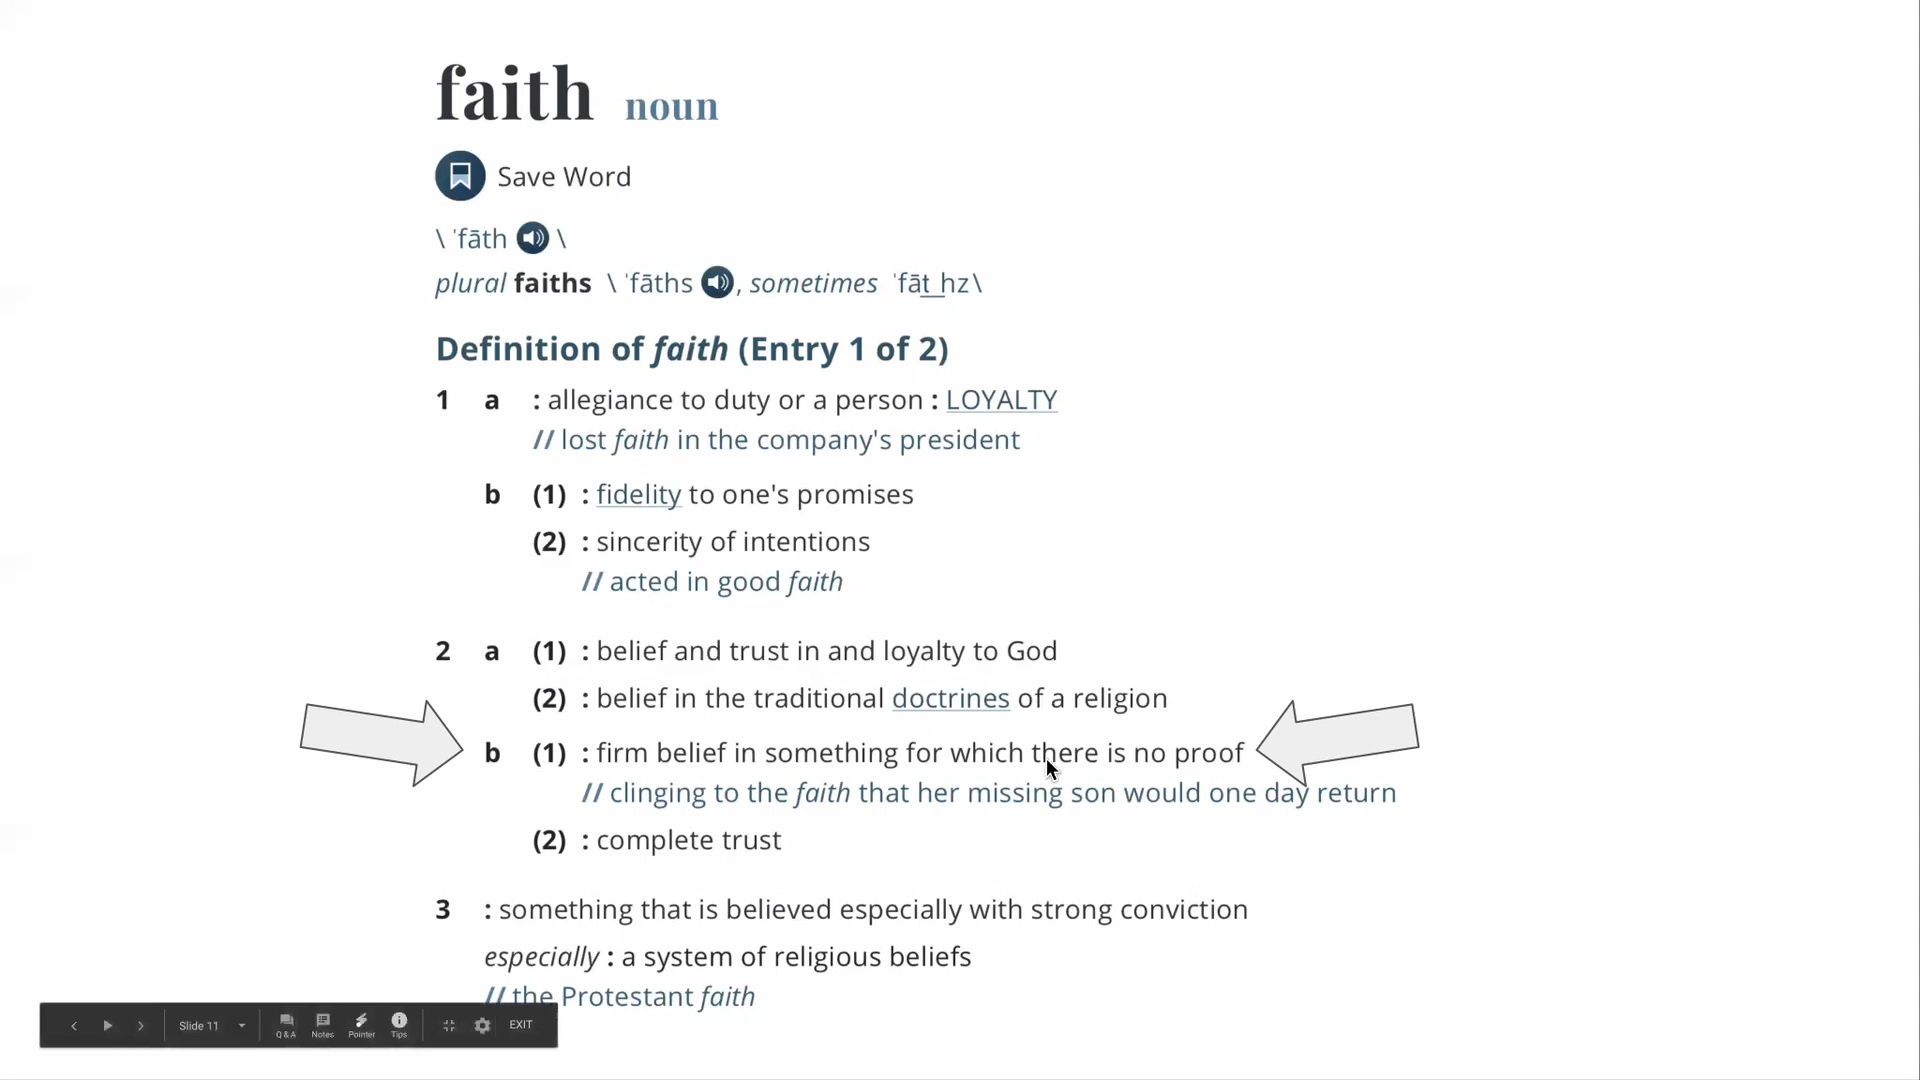 faith noun
Save Word
\ ˈfāth \
plural faiths \ ˈfāths , sometimes ˈfāt͟hz \
Definition of faith (Entry 1 of 2)
1 a : allegiance to duty or a person : LOYALTY
// lost faith in the company's president
b (1) : fidelity to one's promises
(2) : sincerity of intentions
// acted in good faith
2 a (1) : belief and trust in and loyalty to God
(2) : belief in the traditional doctrines of a religion
b (1) : firm belief in something for which there is no proof
// clinging to the faith that her missing son would one day return
(2) : complete trust
3 : something that is believed especially with strong conviction
especially : a system of religious beliefs
// the Protestant faith
Slide 11 Q&A Notes Pointer Tips EXIT